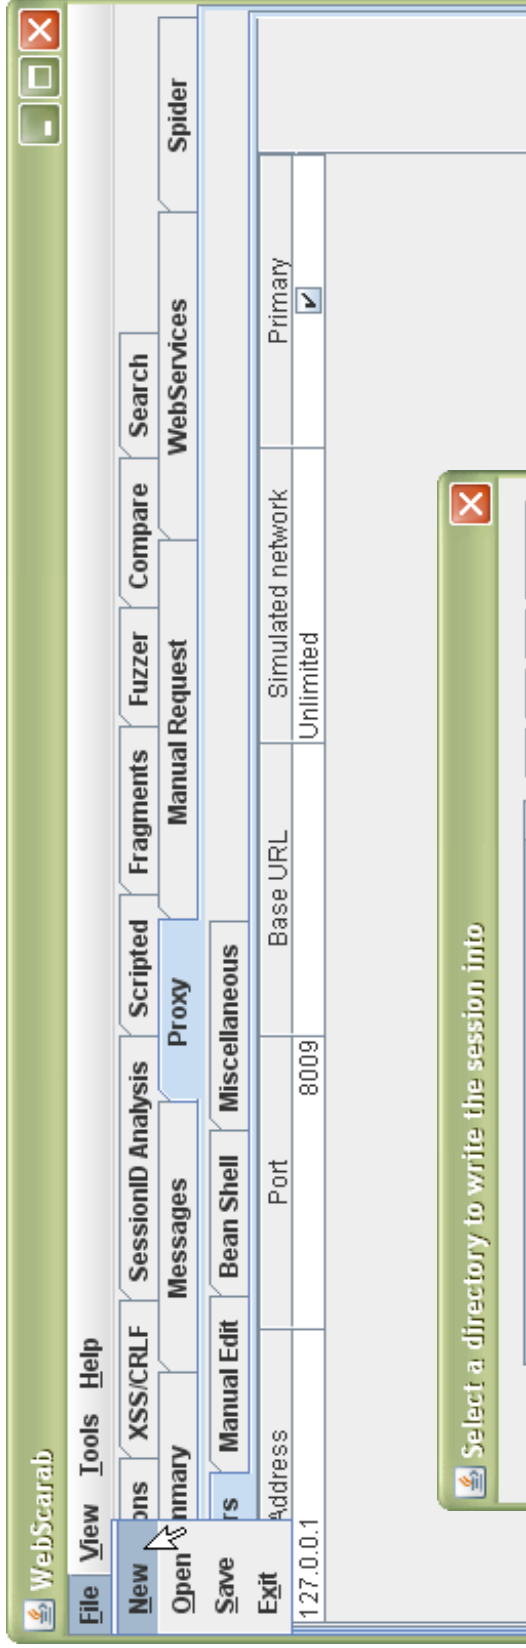 WebScarab
File View Tools Help
New ons XSS/CRLF SessionID Analysis Scripted Fragments Fuzzer Compare Search
Open mmary Messages Proxy Manual Request WebServices Spider
Save rs Manual Edit Bean Shell Miscellaneous
Exit Address Port Base URL Simulated network Primary
127.0.0.1 8009 Unlimited
Select a directory to write the session into